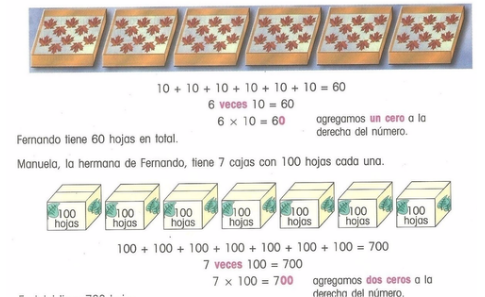 10 + 10 + 10 + 10 + 10 + 10 = 60
6 veces 10 = 60
6 × 10 = 60 agregamos un cero a la
derecha del número.
Fernando tiene 60 hojas en total.
Manuela, la hermana de Fernando, tiene 7 cajas con 100 hojas cada una.
100 100 100 100 100 100 100
hojas hojas hojas hojas hojas hojas hojas
100 + 100 + 100 + 100 + 100 + 100 + 100 = 700
7 veces 100 = 700
7 × 100 = 700 agregamos dos ceros a la
derecha del número.